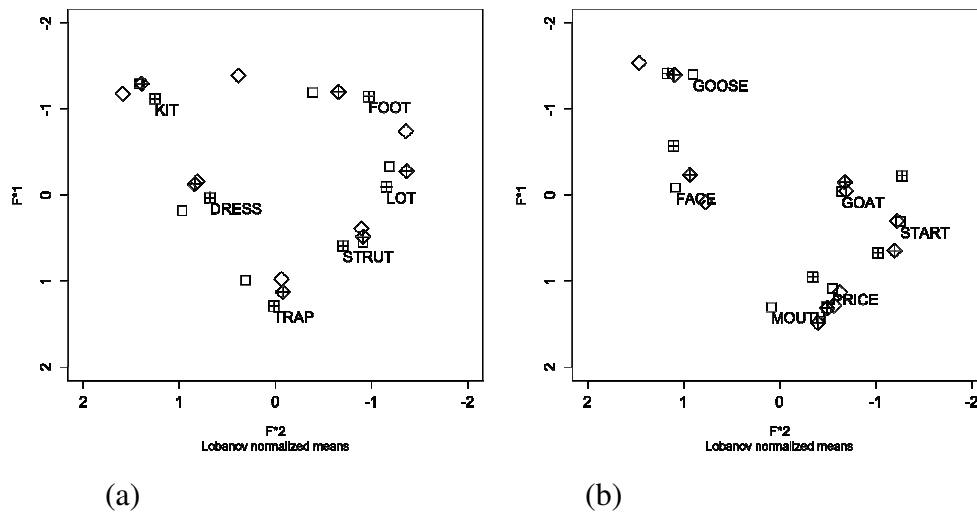 -2
-1
0
1
2
F*1
KIT
FOOT
DRESS
LOT
STRUT
TRAP
2
1
0
-1
-2
F*2
Lobanov normalized means
(a)
-2
-1
0
1
2
F*1
GOOSE
FACE
GOAT
START
PRICE
MOUTH
2
1
0
-1
-2
F*2
Lobanov normalized means
(b)